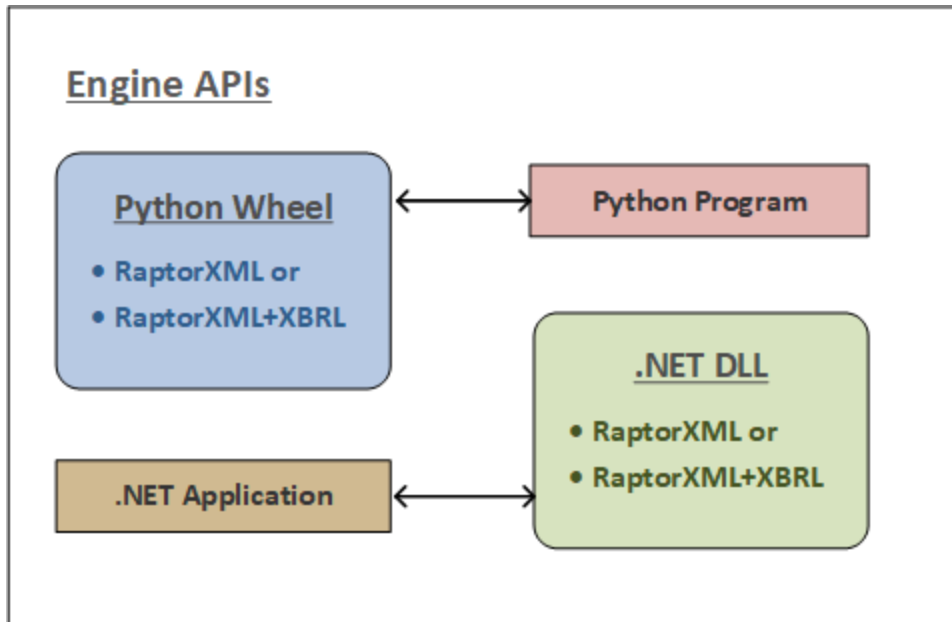 Engine APIs
Python Wheel
• RaptorXML or
• RaptorXML+XBRL
Python Program
.NET DLL
• RaptorXML or
• RaptorXML+XBRL
.NET Application